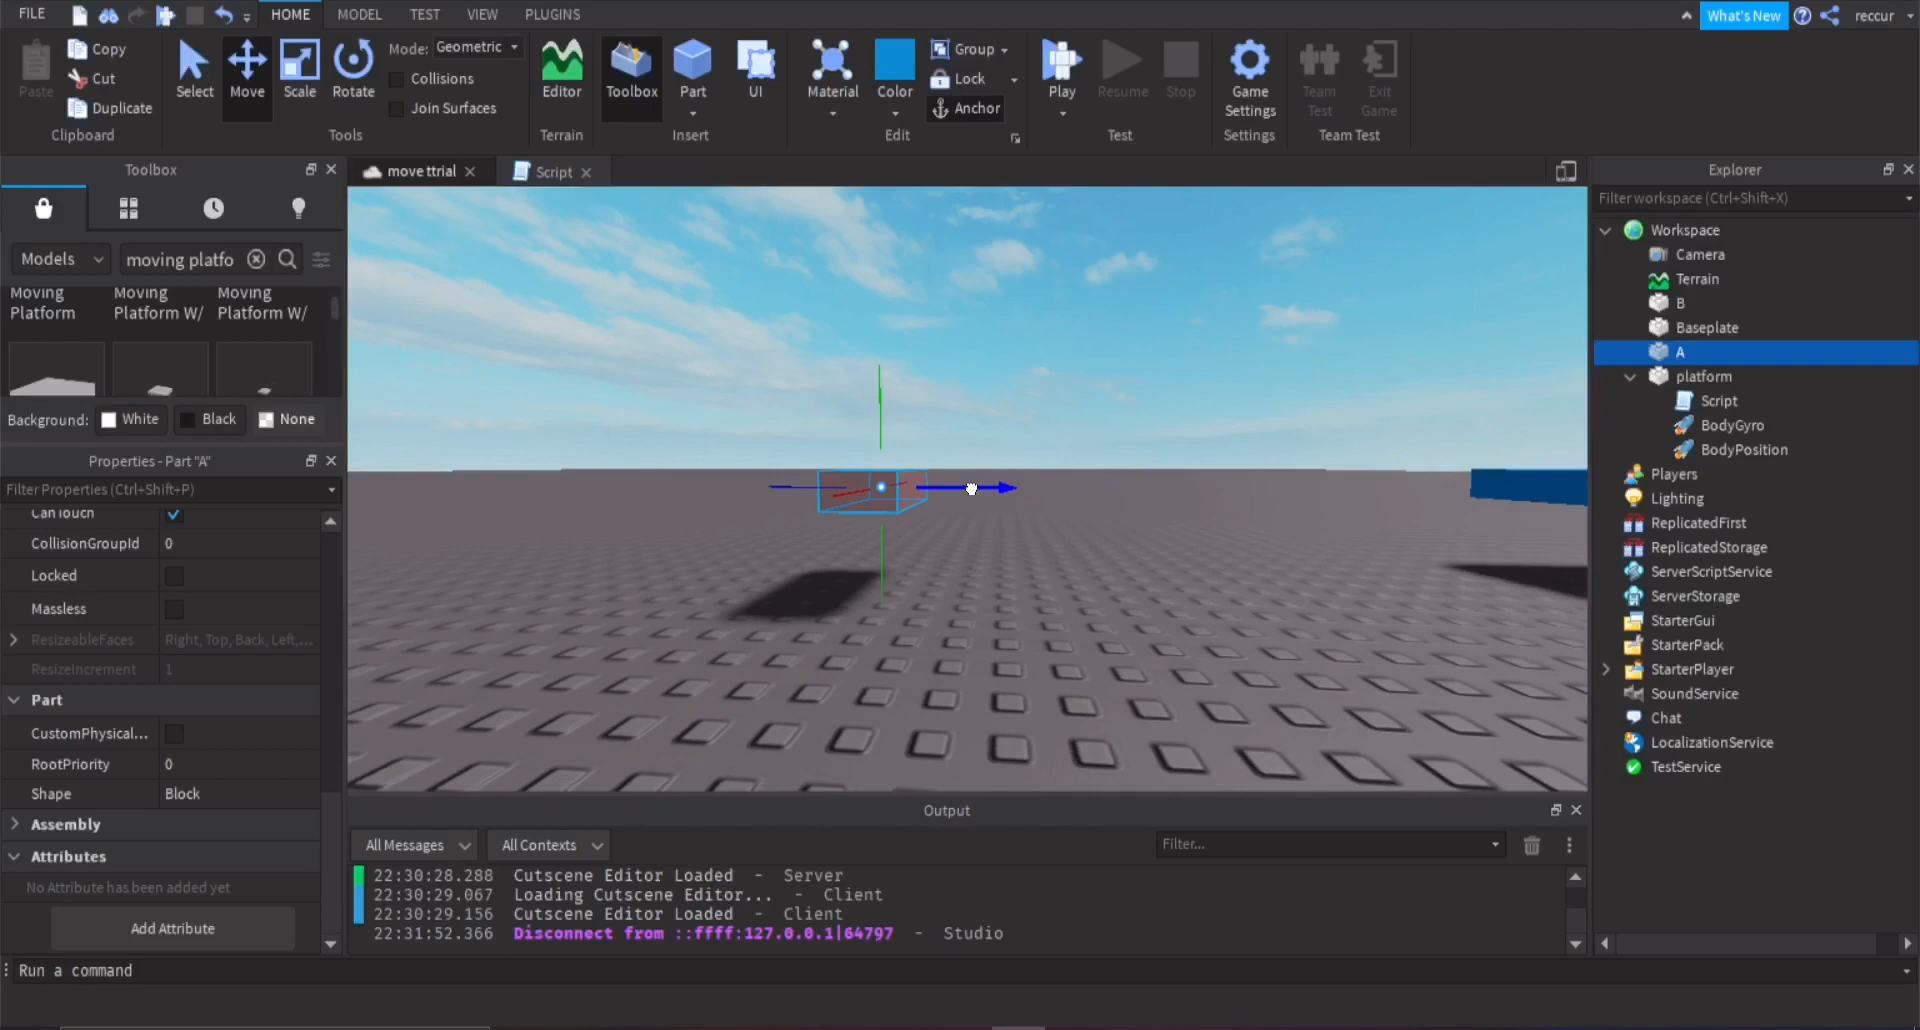 FILE
HOME
MODEL
TEST
VIEW
PLUGINS
What's New
reccur
Paste
Copy
Cut
Duplicate
Clipboard
Select
Move
Scale
Rotate
Mode: Geometric
Collisions
Join Surfaces
Tools
Editor
Terrain
Toolbox
Part
UI
Insert
Material
Color
Group
Lock
Anchor
Edit
Play
Resume
Stop
Test
Game
Settings
Settings
Team
Test
Exit
Game
Team Test
Toolbox
Models
moving platfo
Moving
Platform
Moving
Platform W/
Moving
Platform W/
Background:
White
Black
None
Properties - Part "A"
Filter Properties (Ctrl+Shift+P)
CanTouch
CollisionGroupId 0
Locked
Massless
ResizeableFaces Right, Top, Back, Left,...
ResizeIncrement 1
Part
CustomPhysical...
RootPriority 0
Shape Block
Assembly
Attributes
No Attribute has been added yet
Add Attribute
move ttrial
Script
Output
All Messages
All Contexts
Filter...
22:30:28.288 Cutscene Editor Loaded - Server
22:30:29.067 Loading Cutscene Editor... - Client
22:30:29.156 Cutscene Editor Loaded - Client
22:31:52.366 Disconnect from ::ffff:127.0.0.1|64797 - Studio
Run a command
Explorer
Filter workspace (Ctrl+Shift+X)
Workspace
Camera
Terrain
B
Baseplate
A
platform
Script
BodyGyro
BodyPosition
Players
Lighting
ReplicatedFirst
ReplicatedStorage
ServerScriptService
ServerStorage
StarterGui
StarterPack
StarterPlayer
SoundService
Chat
LocalizationService
TestService